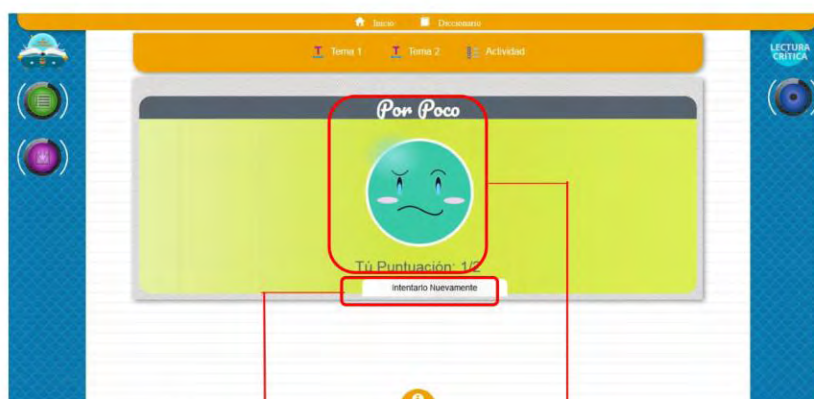 Inicio Diccionario
Tema 1 Tema 2 Actividad
LECTURA
CRÍTICA
Por Poco
Tú Puntuación: 1/2
Intentarlo Nuevamente